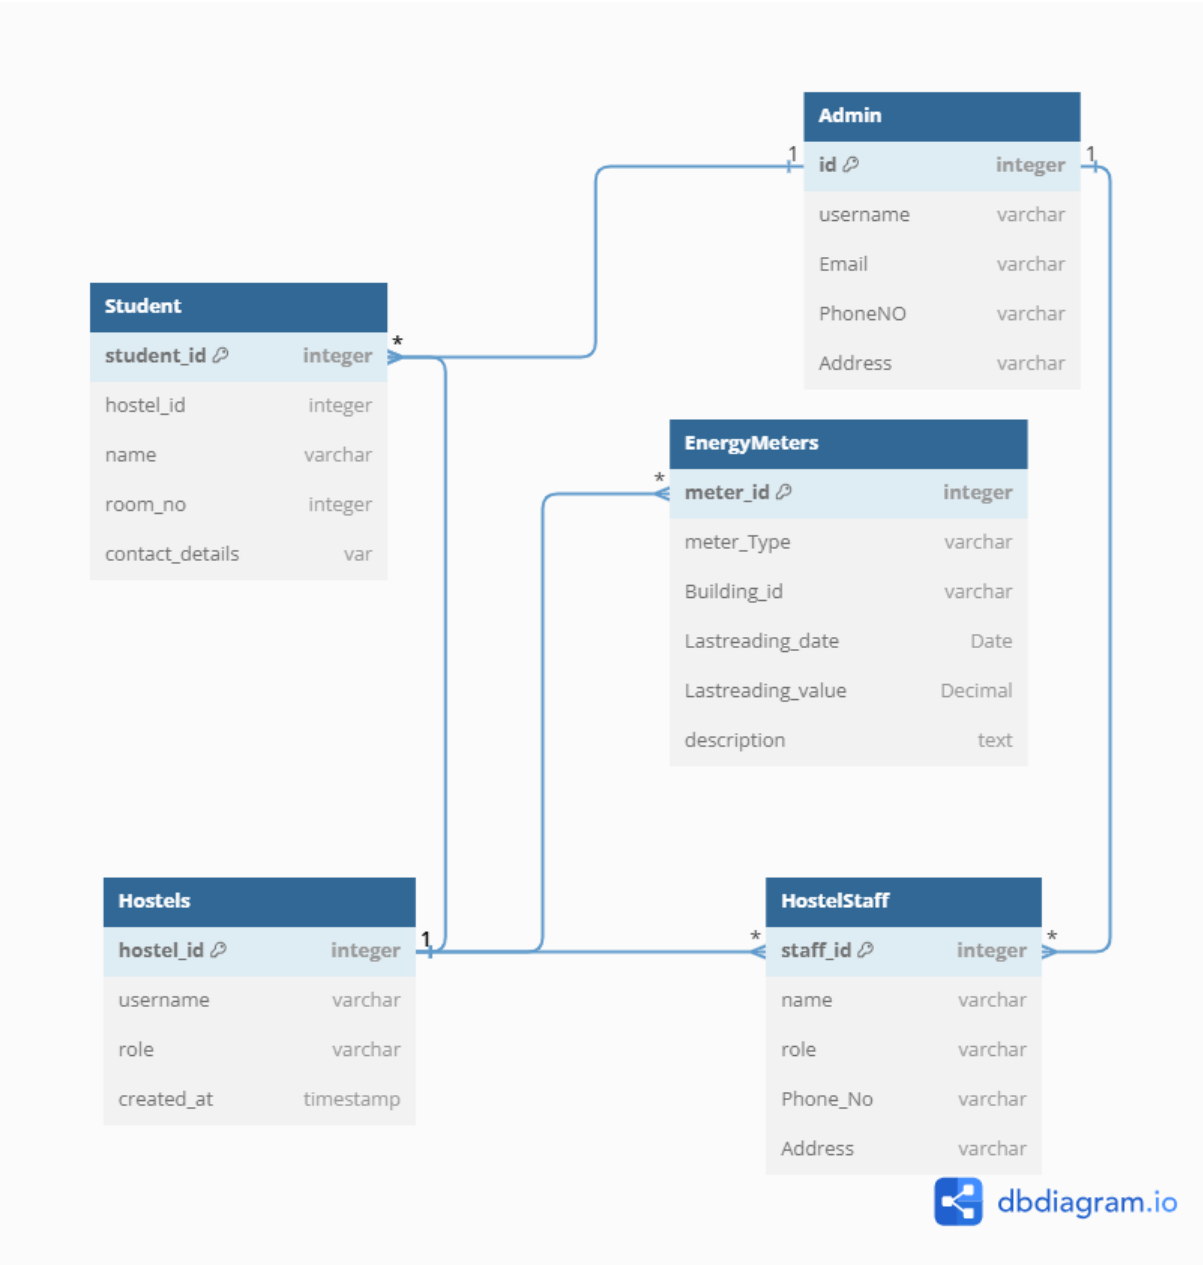 Admin
1
id integer
1
username varchar
Email varchar
PhoneNO varchar
Address varchar
Student
student_id integer
*
hostel_id integer
name varchar
room_no integer
contact_details var
EnergyMeters
*
meter_id integer
meter_Type varchar
Building_id varchar
Lastreading_date Date
Lastreading_value Decimal
description text
Hostels
hostel_id integer
1
username varchar
role varchar
created_at timestamp
HostelStaff
*
staff_id integer
*
name varchar
role varchar
Phone_No varchar
Address varchar
dbdiagram.io